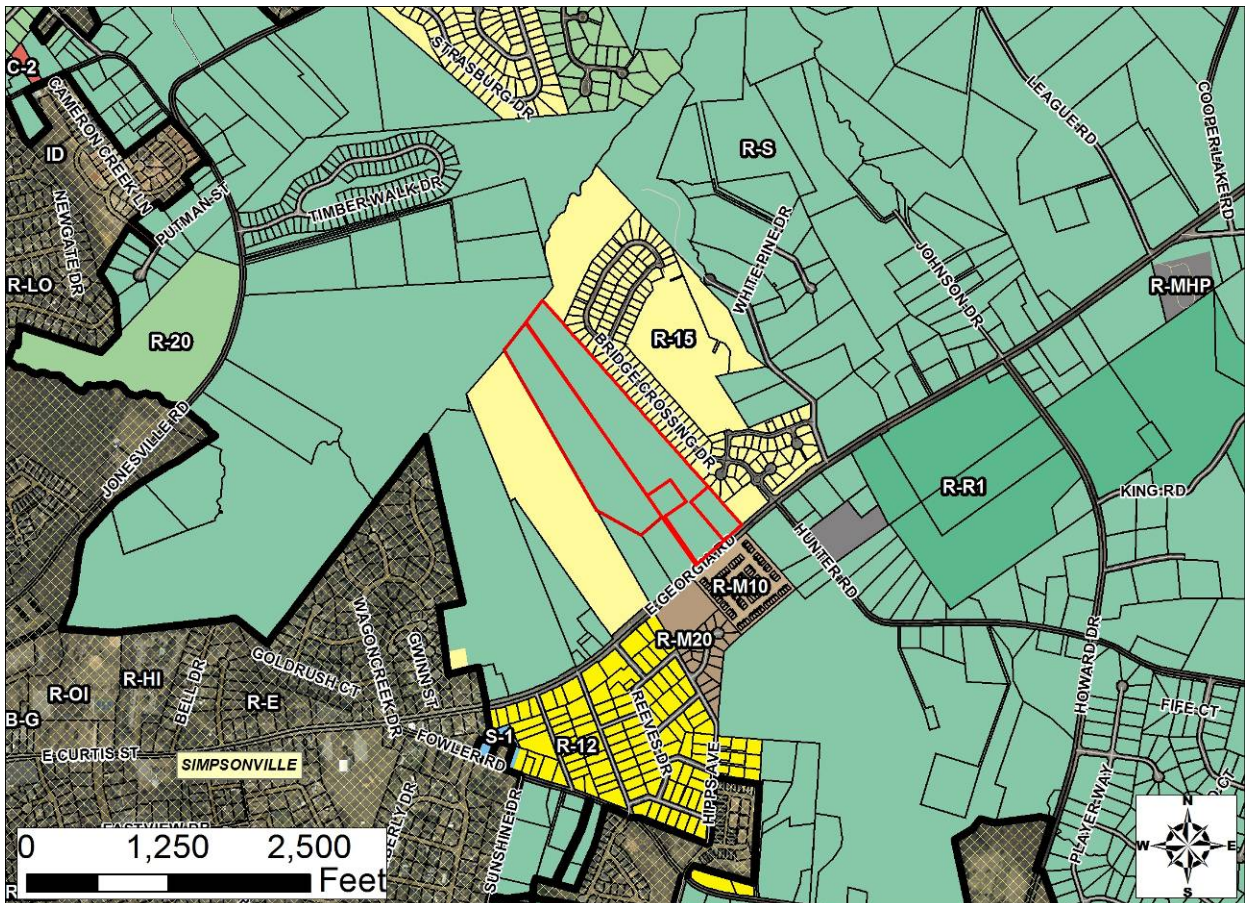 STRASBURG DR
C-2
CAMERON CREEK LN
LEAGUE RD
COOPER LAKE RD
ID
R-S
NEWGATE DR
PUTMAN ST
TIMBER WALK DR
WHITE PINE DR
JOHNSON DR
R-LO
R-MHP
R-20
R-15
BRIDGE CROSSING DR
JONESVILLE RD
R-R1
KING RD
E GEORGIA RD
HUNTER RD
R-M10
WAGONCREEK DR
GWINN ST
R-M20
HOWARD DR
GOLDRUSH CT
R-OI
R-HI
BELL DR
R-E
REEVES DR
FIFE CT
B-G
S-1
R-12
E CURTIS ST
FOWLER RD
SIMPSONVILLE
HIPPS AVE
PLAYER WAY
SUNSHINE DR
0 1,250 2,500
Feet
N
W E
S